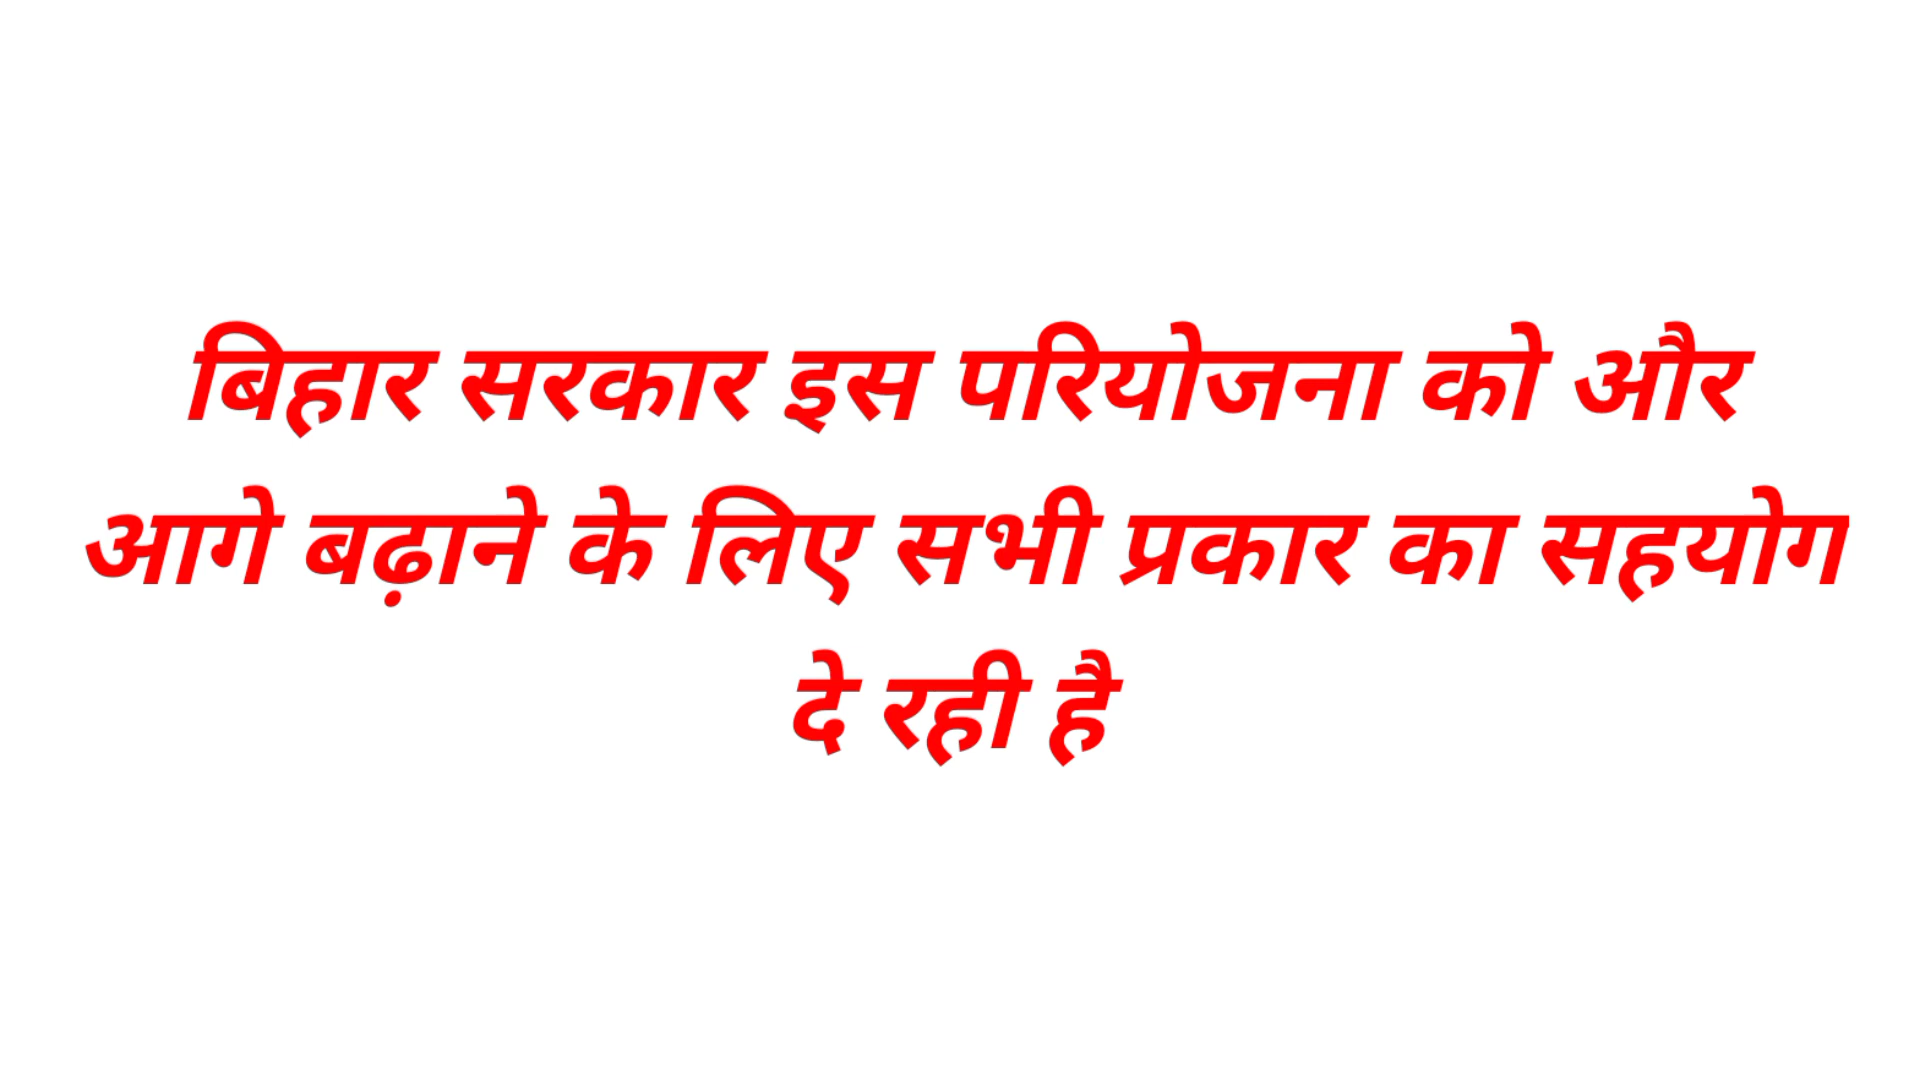 बिहार सरकार इस परियोजना को और
आगे बढ़ाने के लिए सभी प्रकार का सहयोग
दे रही है